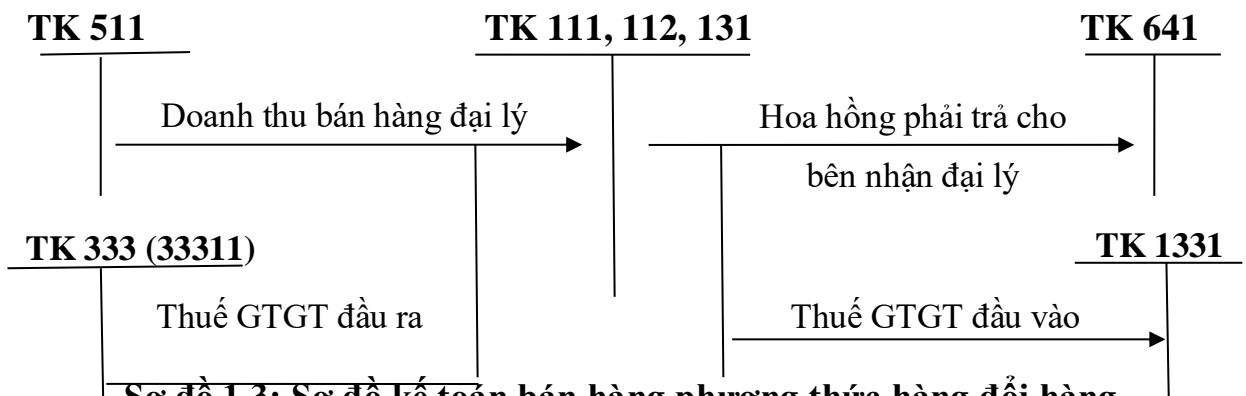 TK 511 TK 111, 112, 131 TK 641
Doanh thu bán hàng đại lý
Hoa hồng phải trả cho
bên nhận đại lý
TK 333 (33311) TK 1331
Thuế GTGT đầu ra Thuế GTGT đầu vào
Sơ đồ 1.3: Sơ đồ kế toán bán hàng phương thức hàng đổi hàng